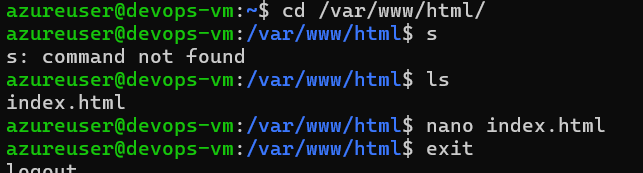 azureuser@devops-vm:~$ cd /var/www/html/
azureuser@devops-vm:/var/www/html$ s
s: command not found
azureuser@devops-vm:/var/www/html$ ls
index.html
azureuser@devops-vm:/var/www/html$ nano index.html
azureuser@devops-vm:/var/www/html$ exit
logout